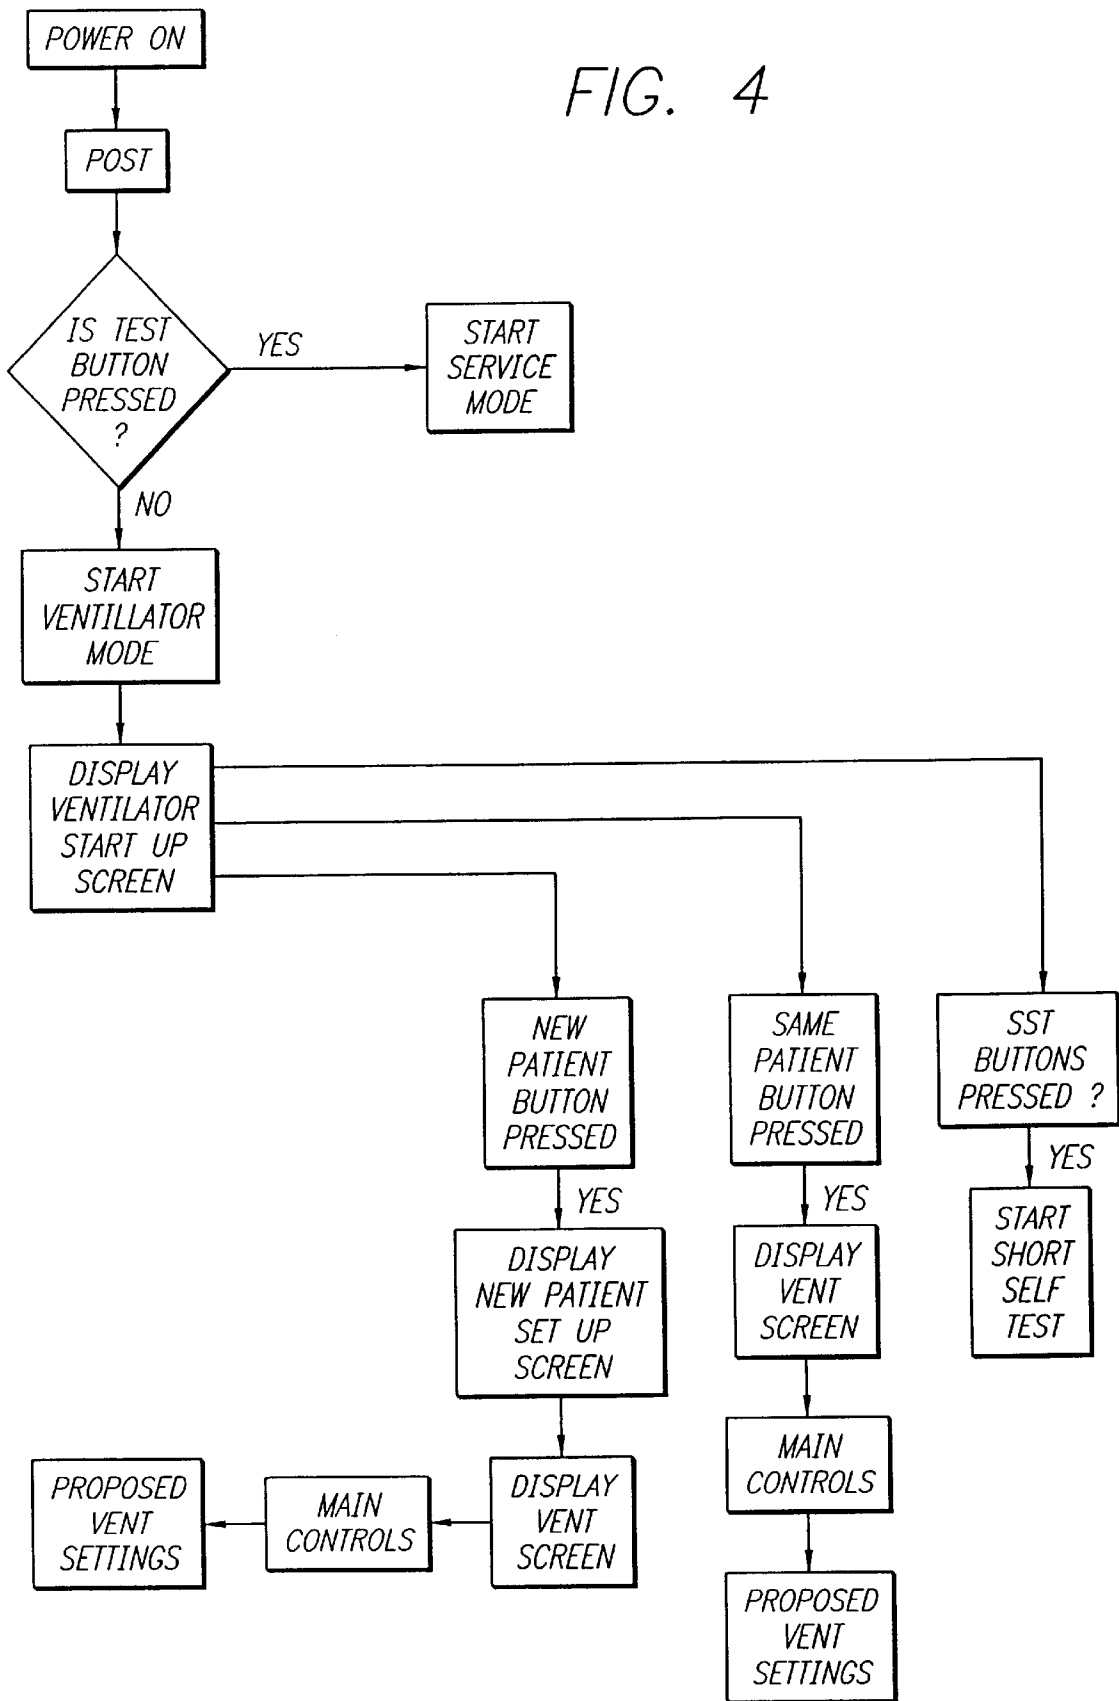 POWER ON
FIG. 4
POST
IS TEST
BUTTON
PRESSED
?
YES
START
SERVICE
MODE
NO
START
VENTILLATOR
MODE
DISPLAY
VENTILATOR
START UP
SCREEN
NEW
PATIENT
BUTTON
PRESSED
YES
DISPLAY
NEW PATIENT
SET UP
SCREEN
DISPLAY
VENT
SCREEN
MAIN
CONTROLS
PROPOSED
VENT
SETTINGS
SAME
PATIENT
BUTTON
PRESSED
YES
DISPLAY
VENT
SCREEN
MAIN
CONTROLS
PROPOSED
VENT
SETTINGS
SST
BUTTONS
PRESSED ?
YES
START
SHORT
SELF
TEST